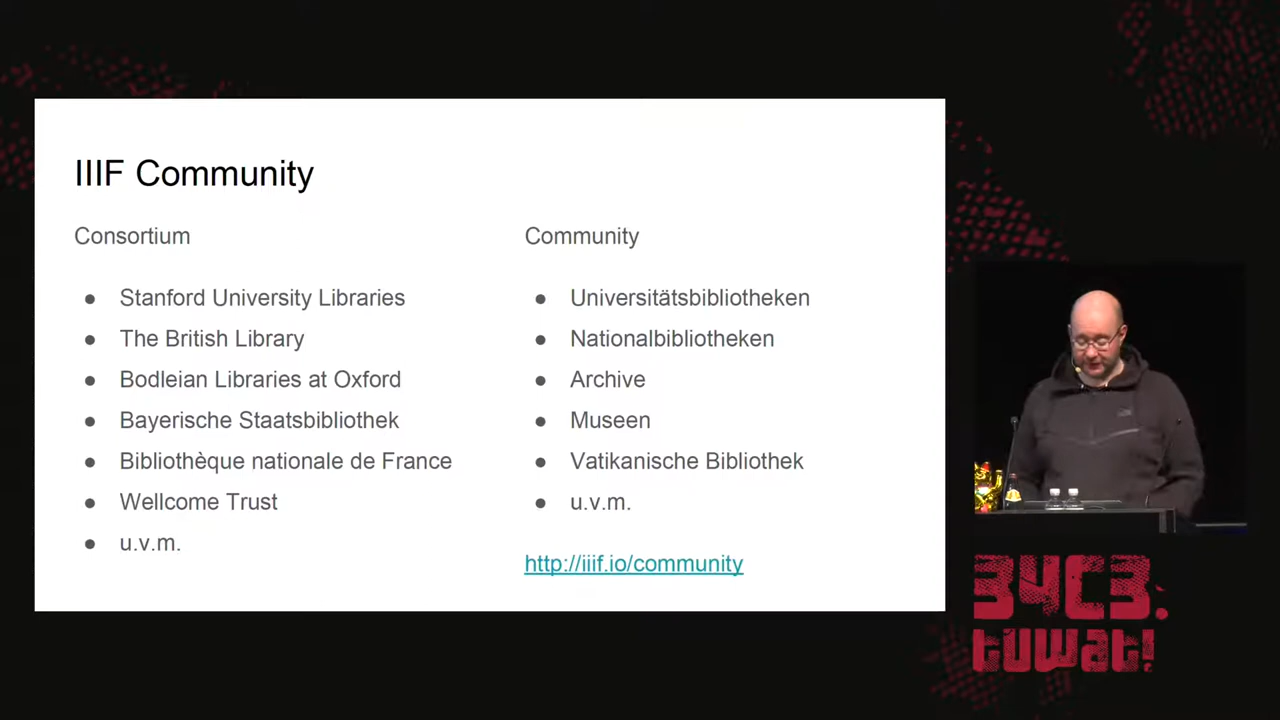 IIIF Community
Consortium
● Stanford University Libraries
● The British Library
● Bodleian Libraries at Oxford
● Bayerische Staatsbibliothek
● Bibliothèque nationale de France
● Wellcome Trust
● u.v.m.
Community
● Universitätsbibliotheken
● Nationalbibliotheken
● Archive
● Museen
● Vatikanische Bibliothek
● u.v.m.
http://iiif.io/community
34C3.
tuwat!